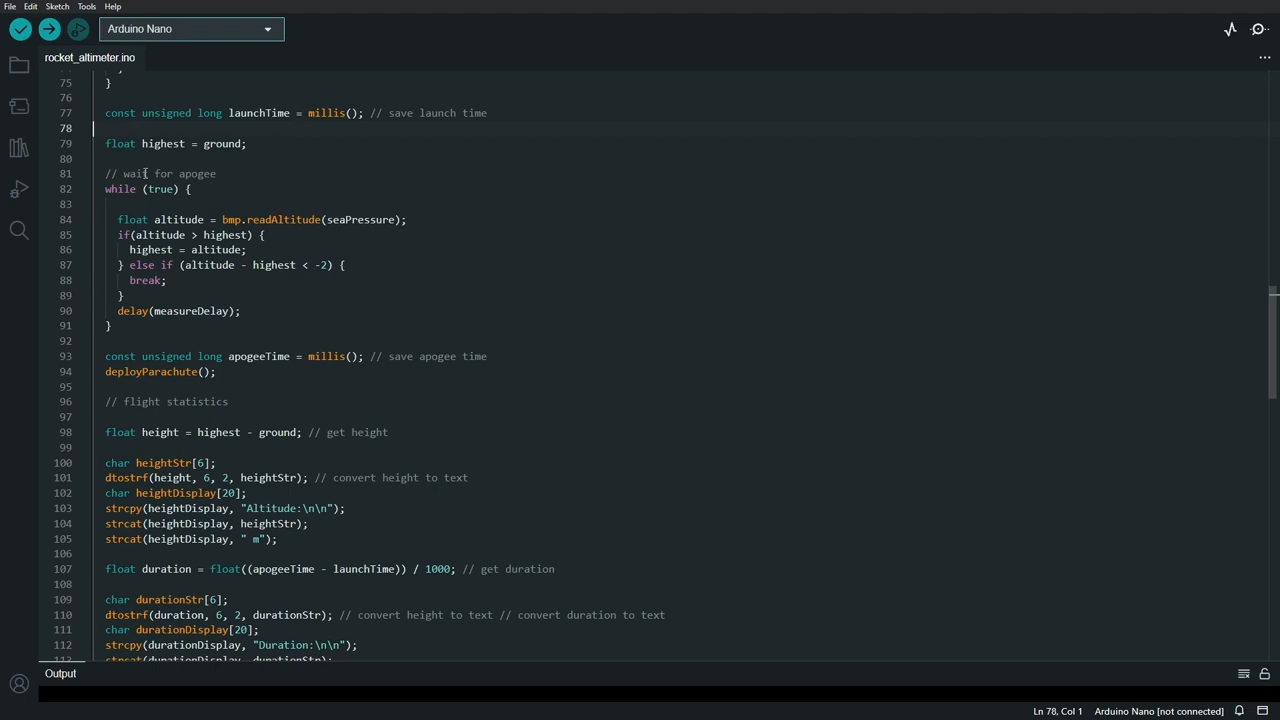 File Edit Sketch Tools Help
Arduino Nano
rocket_altimeter.ino
75 }
76
77 const unsigned long launchTime = millis(); // save launch time
78
79 float highest = ground;
80
81 // wait for apogee
82 while (true) {
83
84 float altitude = bmp.readAltitude(seaPressure);
85 if(altitude > highest) {
86 highest = altitude;
87 } else if (altitude - highest < -2) {
88 break;
89 }
90 delay(measureDelay);
91 }
92
93 const unsigned long apogeeTime = millis(); // save apogee time
94 deployParachute();
95
96 // flight statistics
97
98 float height = highest - ground; // get height
99
100 char heightStr[6];
101 dtostrf(height, 6, 2, heightStr); // convert height to text
102 char heightDisplay[20];
103 strcpy(heightDisplay, "Altitude:\n\n");
104 strcat(heightDisplay, heightStr);
105 strcat(heightDisplay, " m");
106
107 float duration = float((apogeeTime - launchTime)) / 1000; // get duration
108
109 char durationStr[6];
110 dtostrf(duration, 6, 2, durationStr); // convert height to text // convert duration to text
111 char durationDisplay[20];
112 strcpy(durationDisplay, "Duration:\n\n");
113 strcat(durationDisplay, durationStr);
Output
Ln 78, Col 1 Arduino Nano [not connected]